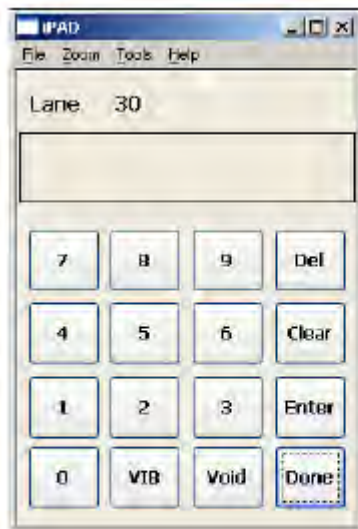 iPAD
File Zoom Tools Help
Lane 30
7 8 9 Del
4 5 6 Clear
1 2 3 Enter
0 VIB Void Done